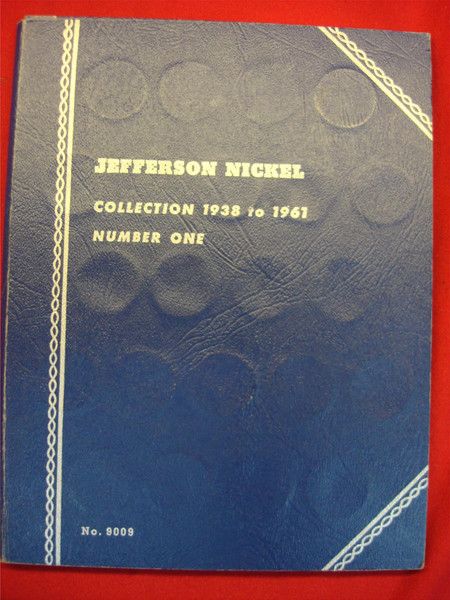 JEFFERSON NICKEL
COLLECTION 1938 to 1961
NUMBER ONE
No. 9009